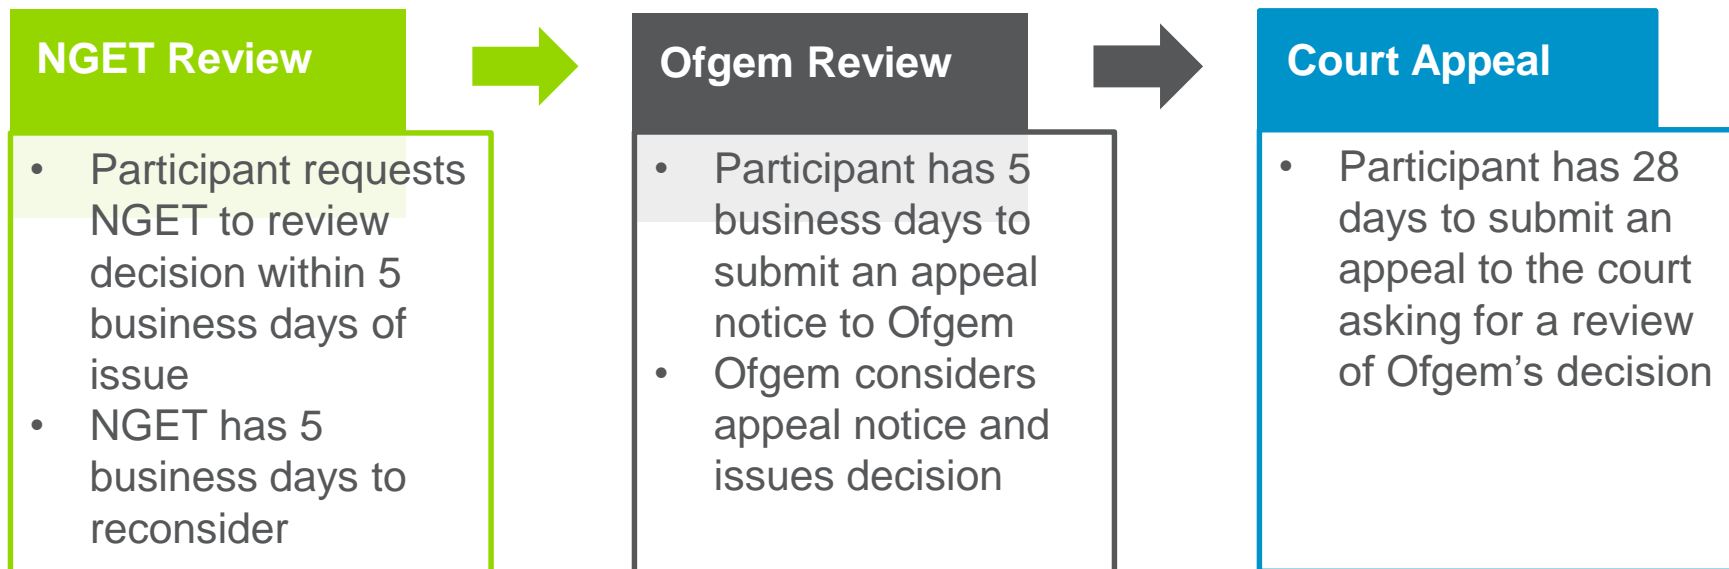 NGET Review
• Participant requests
NGET to review
decision within 5
business days of
issue
• NGET has 5
business days to
reconsider
Ofgem Review
• Participant has 5
business days to
submit an appeal
notice to Ofgem
• Ofgem considers
appeal notice and
issues decision
Court Appeal
• Participant has 28
days to submit an
appeal to the court
asking for a review
of Ofgem’s decision